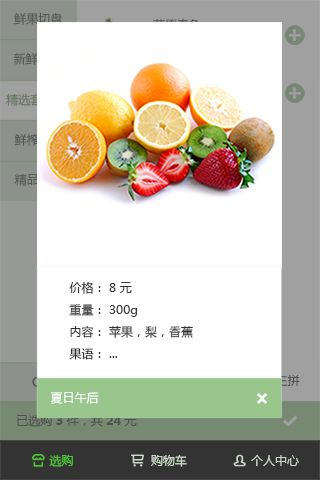 鲜果切盘
新鲜
精选套
鲜榨
精品
价格： 8 元
重量： 300g
内容： 苹果，梨，香蕉
果语： ...
夏日午后 ×
已选购 3 件，共 24 元
选购 购物车 个人中心